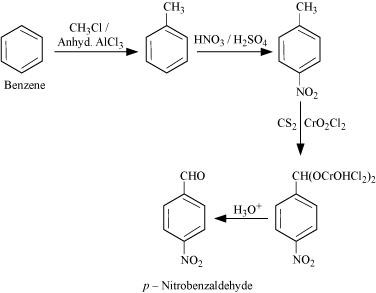 CH₃Cl /
Anhyd. AlCl₃
Benzene
CH₃
HNO₃ / H₂SO₄
CH₃
NO₂
CS₂ CrO₂Cl₂
CH(OCrOHCl₂)₂
NO₂
H₃O⁺
CHO
NO₂
p – Nitrobenzaldehyde